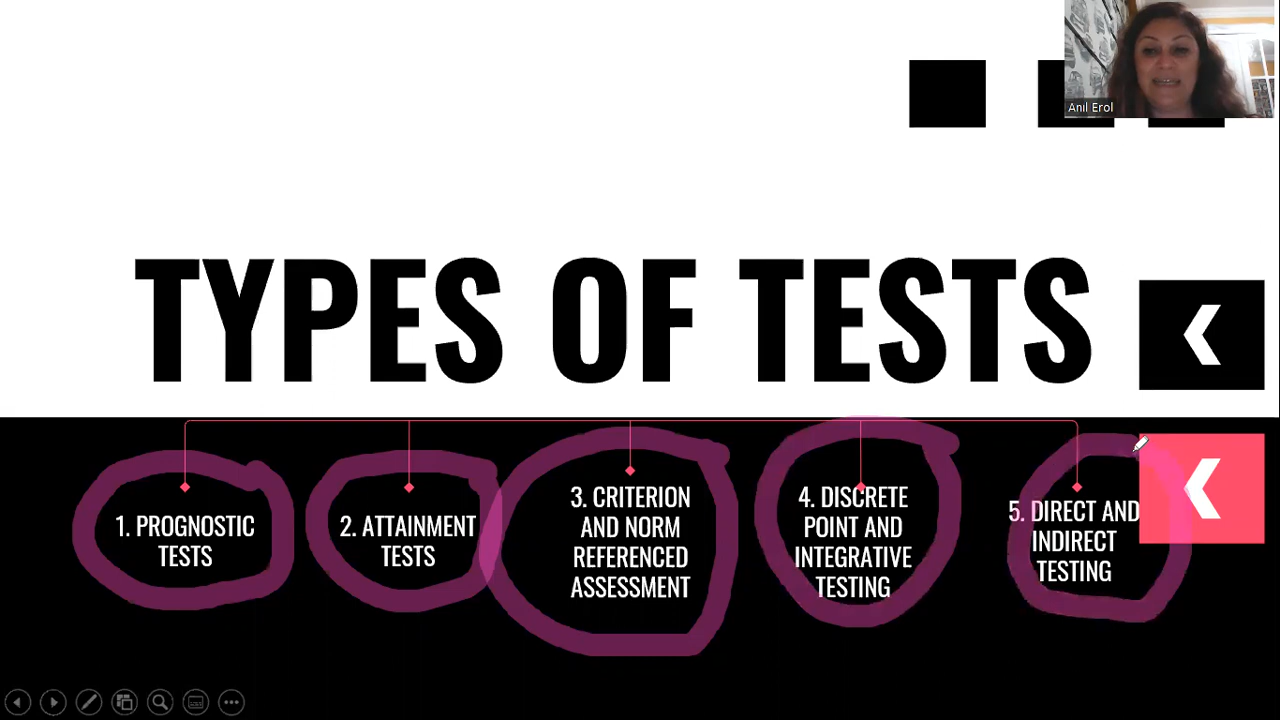 Anil Erol
TYPES OF TESTS
1. PROGNOSTIC
TESTS
2. ATTAINMENT
TESTS
3. CRITERION
AND NORM
REFERENCED
ASSESSMENT
4. DISCRETE
POINT AND
INTEGRATIVE
TESTING
5. DIRECT AND
INDIRECT
TESTING